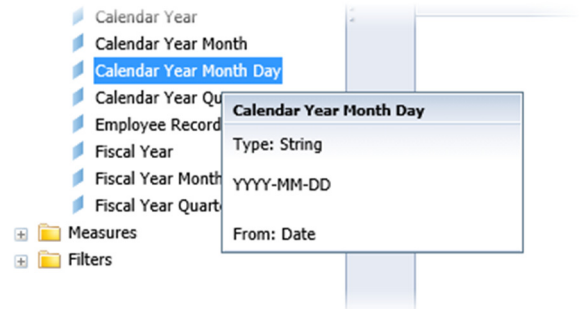 Calendar Year
Calendar Year Month
Calendar Year Month Day
Calendar Year Qu
Employee Record
Fiscal Year
Fiscal Year Month
Fiscal Year Quart
Measures
Filters
Calendar Year Month Day
Type: String
YYYY-MM-DD
From: Date